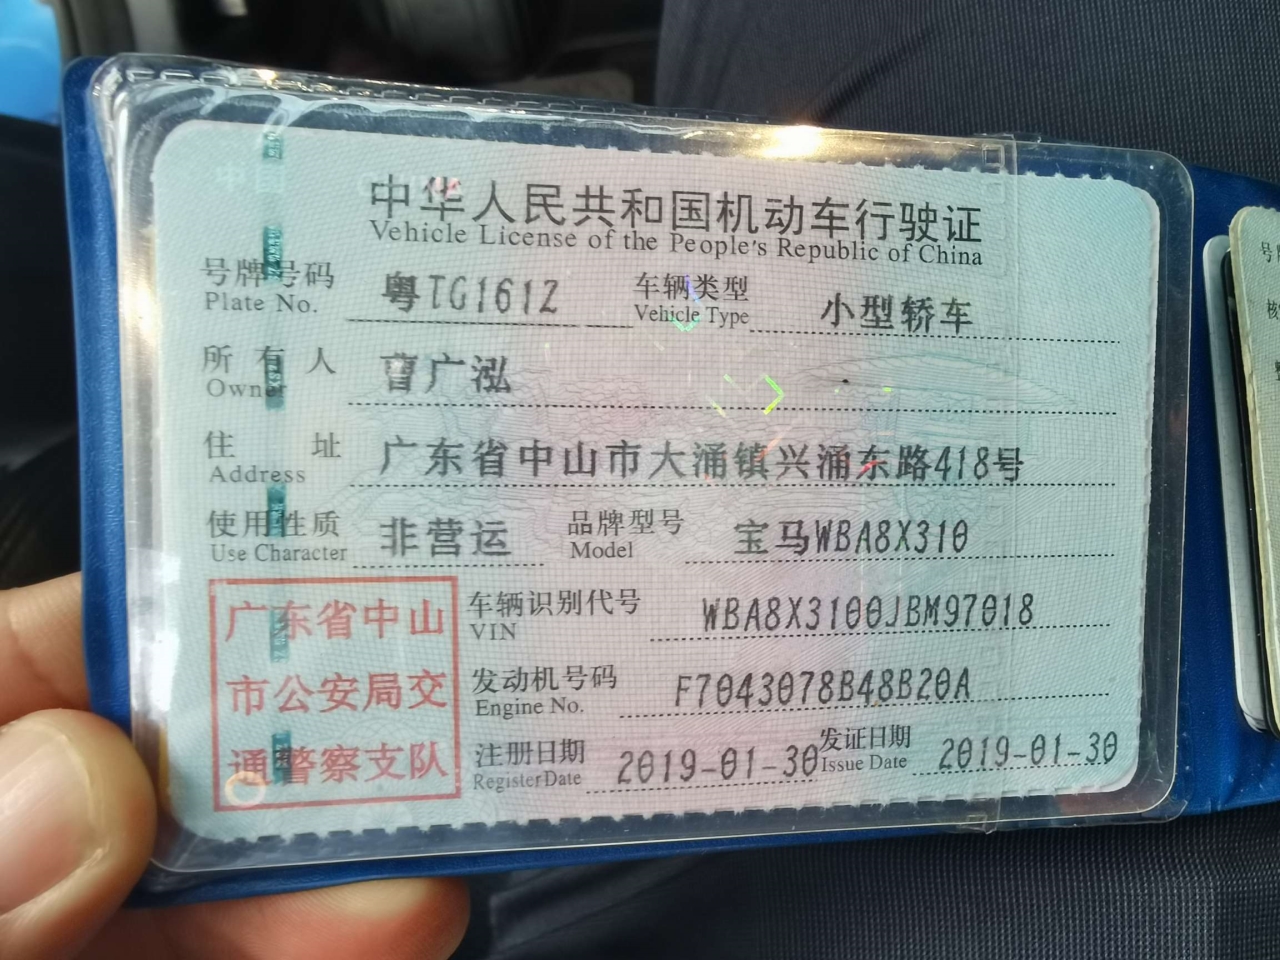 中华人民共和国机动车行驶证
Vehicle License of the People's Republic of China
号牌号码 粤TG1612 车辆类型 小型轿车
Plate No. Vehicle Type
所有人 曹广泓
Owner
住址 广东省中山市大涌镇兴涌东路418号
Address
使用性质 非营运 品牌型号 宝马WBA8X310
Use Character Model
广东省中山
市公安局交
通警察支队
车辆识别代号 WBA8X3100JBM97018
VIN
发动机号码 F7043078B48B20A
Engine No.
注册日期 2019-01-30 发证日期 2019-01-30
Register Date Issue Date